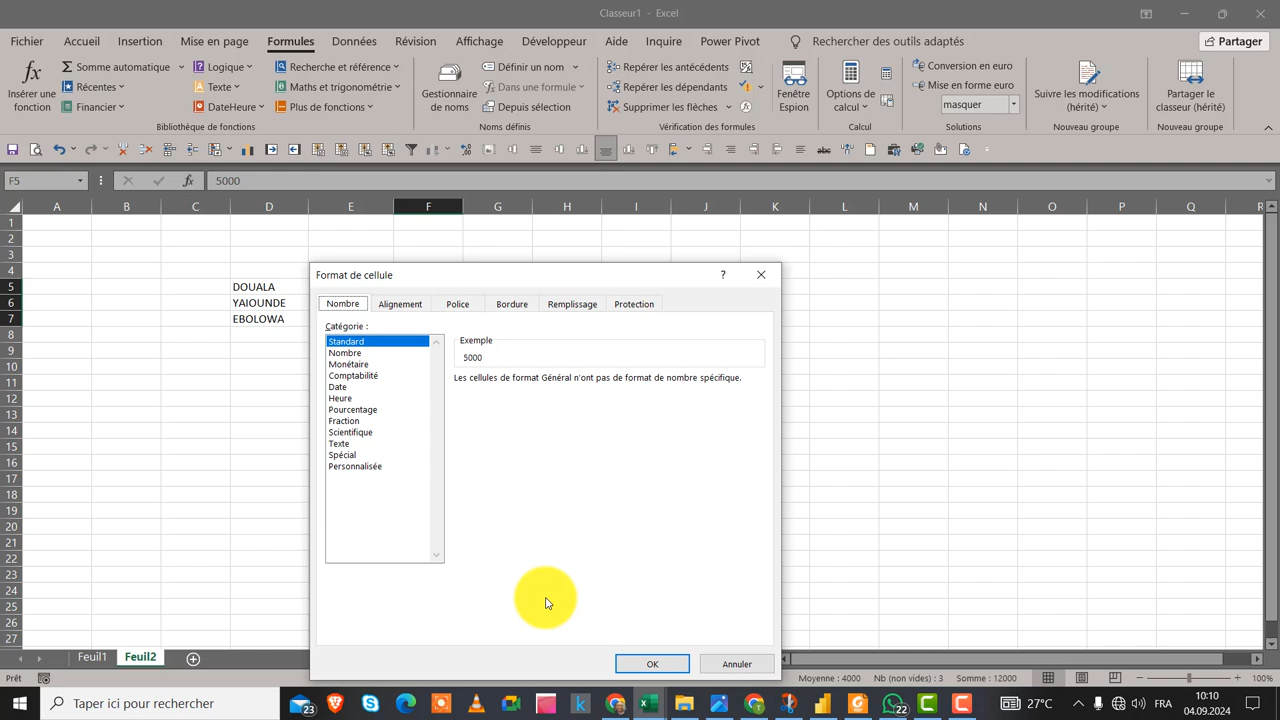 Classeur1 - Excel
Fichier Accueil Insertion Mise en page Formules Données Révision Affichage Développeur Aide Inquire Power Pivot Rechercher des outils adaptés Partager
Insérer une fonction
Somme automatique
Récentes
Financier
Logique
Texte
DateHeure
Recherche et référence
Maths et trigonométrie
Plus de fonctions
Bibliothèque de fonctions
Gestionnaire de noms
Définir un nom
Dans une formule
Depuis sélection
Noms définis
Repérer les antécédents
Repérer les dépendants
Supprimer les flèches
Vérification des formules
Fenêtre Espion
Options de calcul
Calcul
Conversion en euro
Mise en forme euro
masquer
Solutions
Suivre les modifications (hérité)
Nouveau groupe
Partager le classeur (hérité)
Nouveau groupe
F5 fx 5000
A B C D E F G H I J K L M N O P Q R
1
2
3
4
5 DOUALA
6 YAIOUNDE
7 EBOLOWA
8
9
10
11
12
13
14
15
16
17
18
19
20
21
22
23
24
25
26
27
Format de cellule ?
Nombre Alignement Police Bordure Remplissage Protection
Catégorie :
Standard
Nombre
Monétaire
Comptabilité
Date
Heure
Pourcentage
Fraction
Scientifique
Texte
Spécial
Personnalisée
Exemple
5000
Les cellules de format Général n'ont pas de format de nombre spécifique.
OK Annuler
Feuil1 Feuil2
Prêt Moyenne : 4000 Nb (non vides) : 3 Somme : 12000 100%
Taper ici pour rechercher 23 22 27°C 10:10
04.09.2024